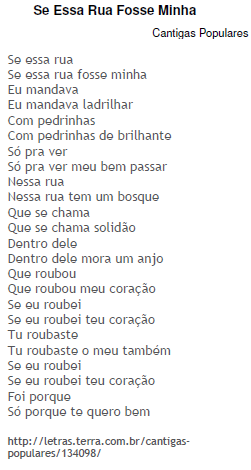 Se Essa Rua Fosse Minha
Cantigas Populares
Se essa rua
Se essa rua fosse minha
Eu mandava
Eu mandava ladrilhar
Com pedrinhas
Com pedrinhas de brilhante
Só pra ver
Só pra ver meu bem passar
Nessa rua
Nessa rua tem um bosque
Que se chama
Que se chama solidão
Dentro dele
Dentro dele mora um anjo
Que roubou
Que roubou meu coração
Se eu roubei
Se eu roubei teu coração
Tu roubaste
Tu roubaste o meu também
Se eu roubei
Se eu roubei teu coração
Foi porque
Só porque te quero bem
http://letras.terra.com.br/cantigas-
populares/134098/